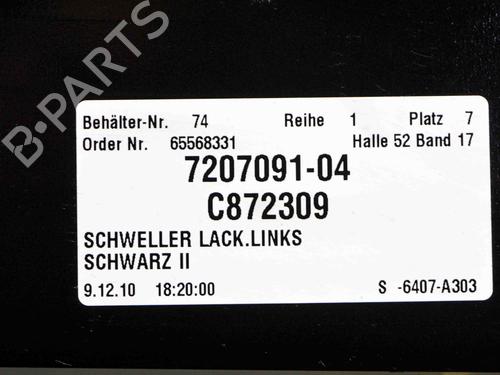 B-PARTS
Behälter-Nr. 74 Reihe 1 Platz 7
Order Nr. 65568331 Halle 52 Band 17
7207091-04
C872309
SCHWELLER LACK.LINKS
SCHWARZ II
9.12.10 18:20:00 S -6407-A303